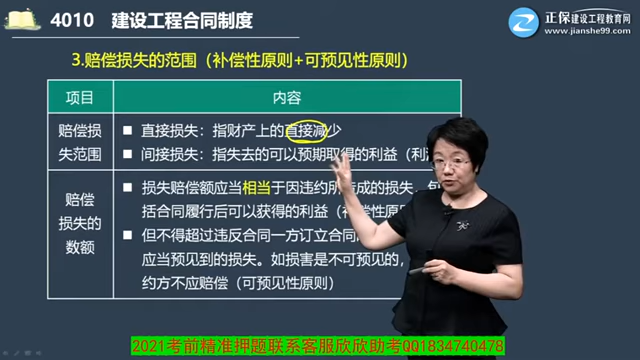 4010 建设工程合同制度
正保建设工程教育网
www.jianshe99.com
3.赔偿损失的范围（补偿性原则+可预见性原则）
项目
内容
赔偿损
失范围
■ 直接损失：指财产上的直接减少
■ 间接损失：指失去的可以预期取得的利益（利
赔偿
损失的
数额
■ 损失赔偿额应当相当于因违约所造成的损失，包
括合同履行后可以获得的利益（补偿性原
■ 但不得超过违反合同一方订立合同
应当预见到的损失。如损害是不可预见的，
约方不应赔偿（可预见性原则）
2021考前精准押题联系客服欣欣助考QQ1834740478